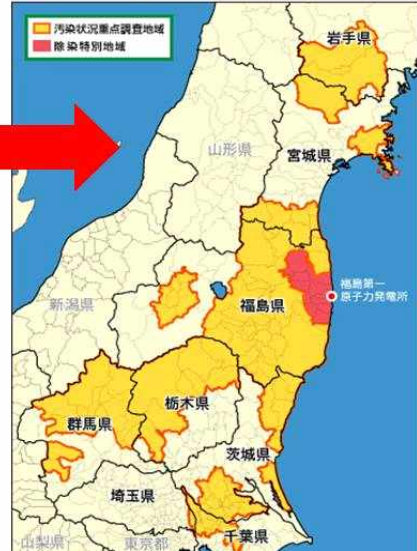 汚染状況重点調査地域
除染特別地域
岩手県
山形県
宮城県
新潟県
福島県
福島第一
原子力発電所
栃木県
群馬県
茨城県
埼玉県
山梨県
東京都
千葉県